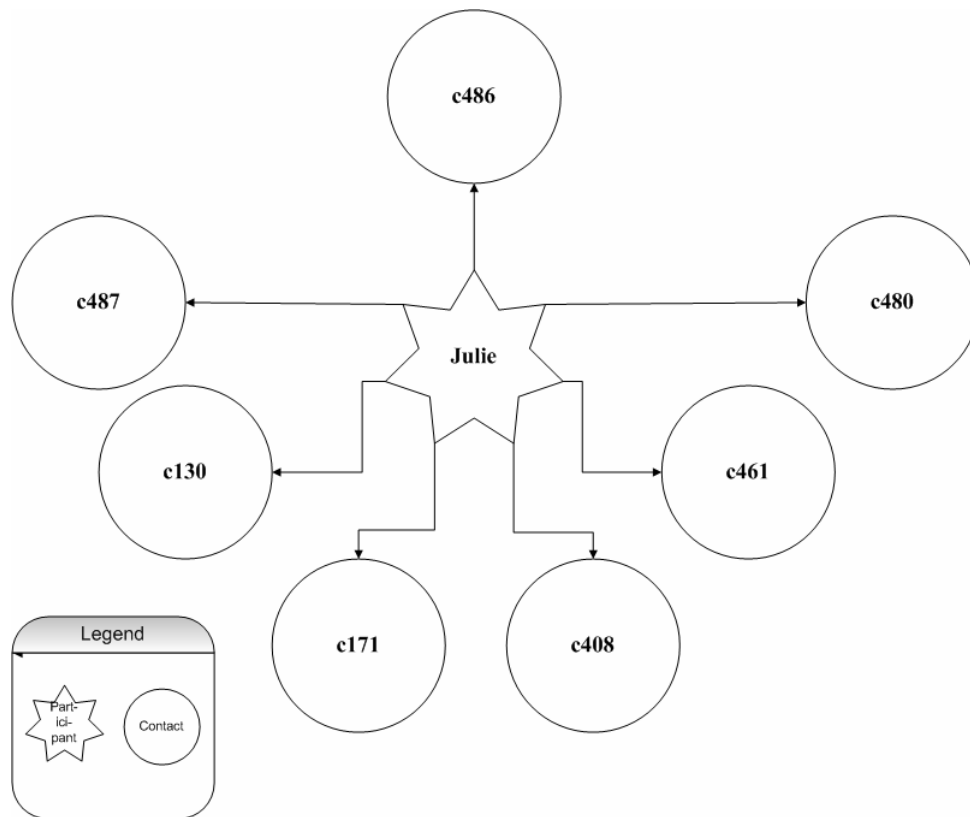 c486
c487
c480
Julie
c130
c461
c171
c408
Legend
Part-
ici-
pant
Contact